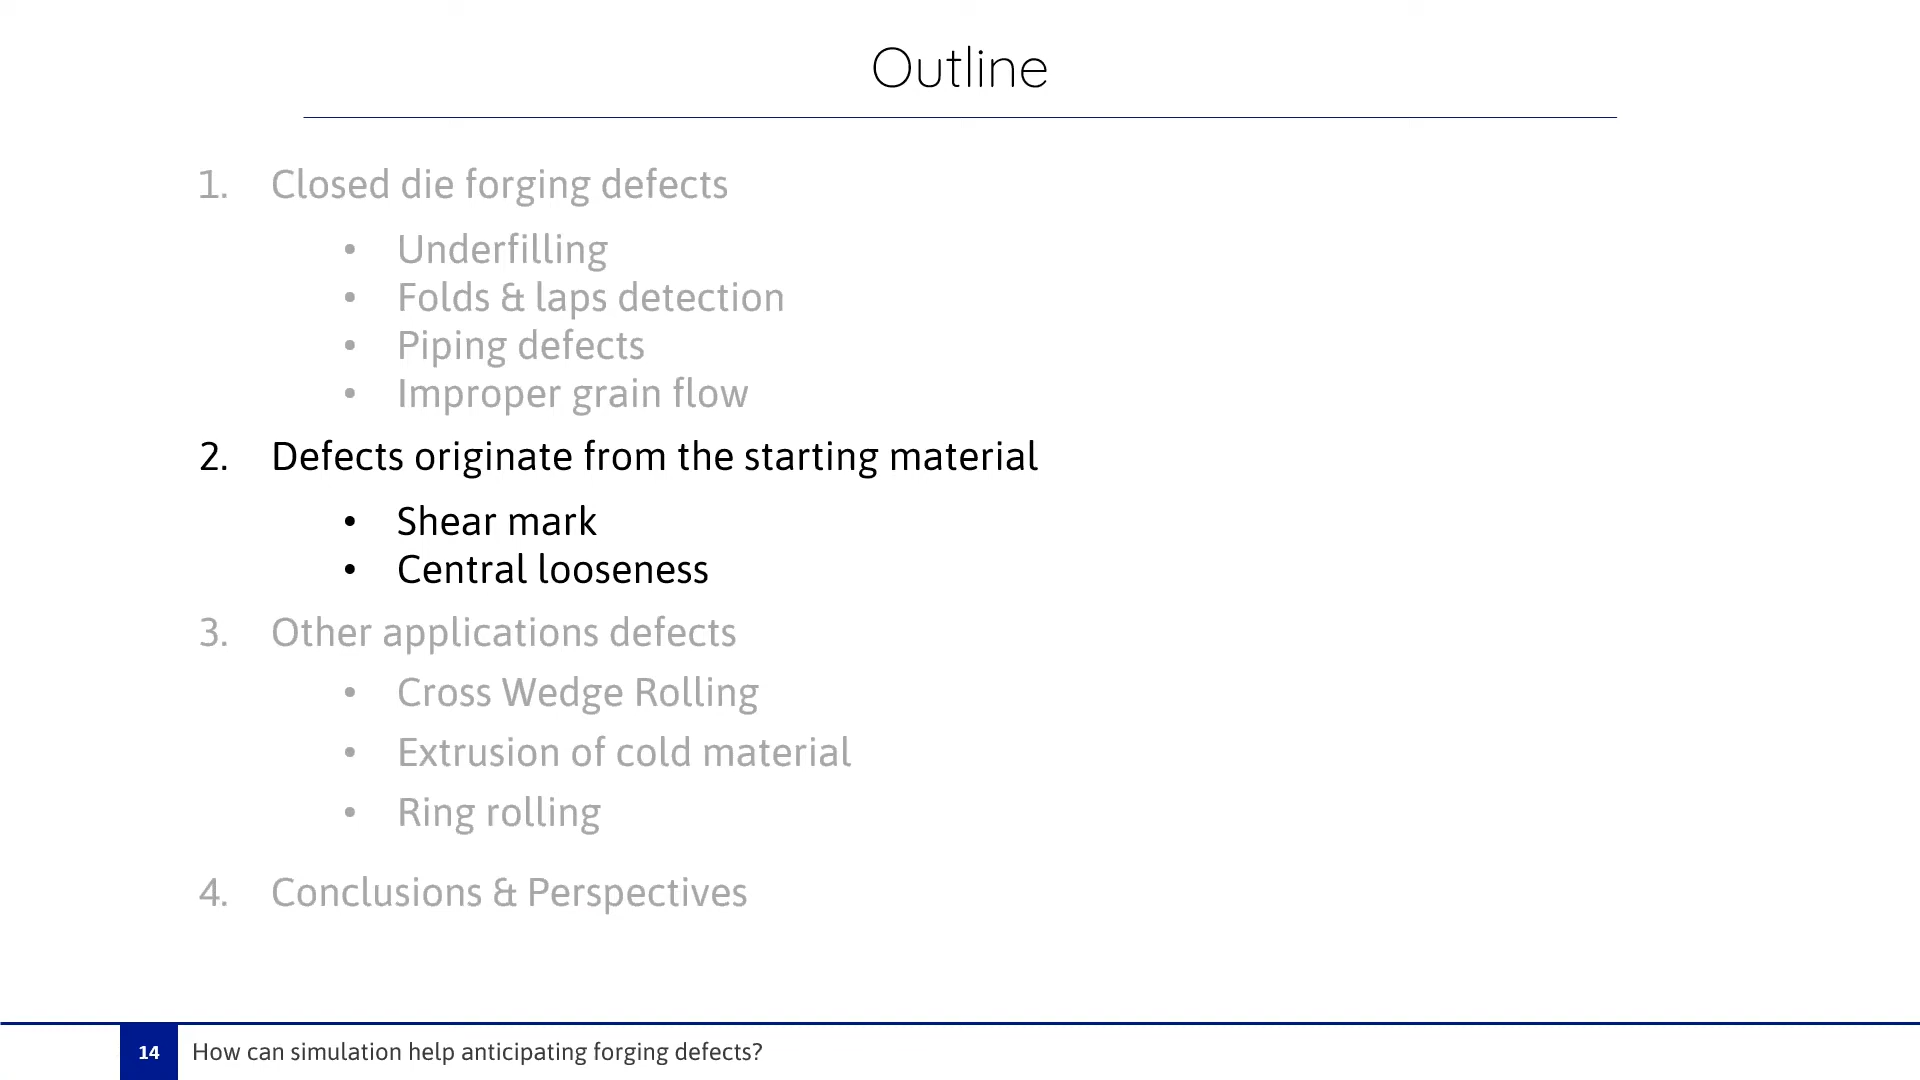 Outline
1. Closed die forging defects
• Underfilling
• Folds & laps detection
• Piping defects
• Improper grain flow
2. Defects originate from the starting material
• Shear mark
• Central looseness
3. Other applications defects
• Cross Wedge Rolling
• Extrusion of cold material
• Ring rolling
4. Conclusions & Perspectives
14 How can simulation help anticipating forging defects?